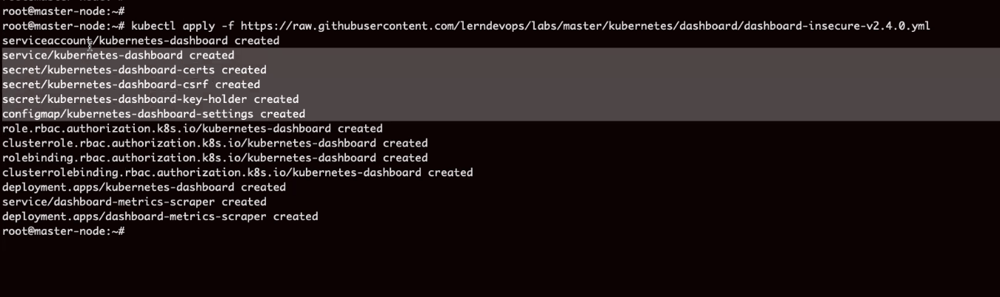 root@master-node:~#
root@master-node:~# kubectl apply -f https://raw.githubusercontent.com/lerndevops/labs/master/kubernetes/dashboard/dashboard-insecure-v2.4.0.yml
serviceaccount/kubernetes-dashboard created
service/kubernetes-dashboard created
secret/kubernetes-dashboard-certs created
secret/kubernetes-dashboard-csrf created
secret/kubernetes-dashboard-key-holder created
configmap/kubernetes-dashboard-settings created
role.rbac.authorization.k8s.io/kubernetes-dashboard created
clusterrole.rbac.authorization.k8s.io/kubernetes-dashboard created
rolebinding.rbac.authorization.k8s.io/kubernetes-dashboard created
clusterrolebinding.rbac.authorization.k8s.io/kubernetes-dashboard created
deployment.apps/kubernetes-dashboard created
service/dashboard-metrics-scraper created
deployment.apps/dashboard-metrics-scraper created
root@master-node:~#